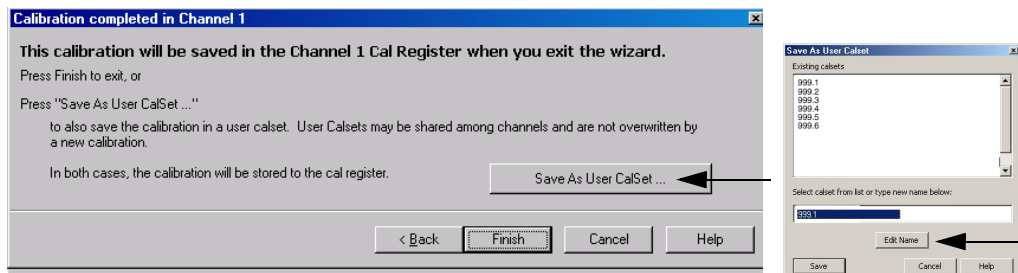 Calibration completed in Channel 1
This calibration will be saved in the Channel 1 Cal Register when you exit the wizard.
Press Finish to exit, or
Press "Save As User CalSet ..."
to also save the calibration in a user calset. User Calsets may be shared among channels and are not overwritten by
a new calibration.
In both cases, the calibration will be stored to the cal register.
Save As User CalSet ...
< Back
Finish
Cancel
Help
Save As User Calset
Existing calsets
999.1
999.2
999.3
999.4
999.5
999.6
Select calset from list or type new name below:
999.1
Edit Name
Save
Cancel
Help